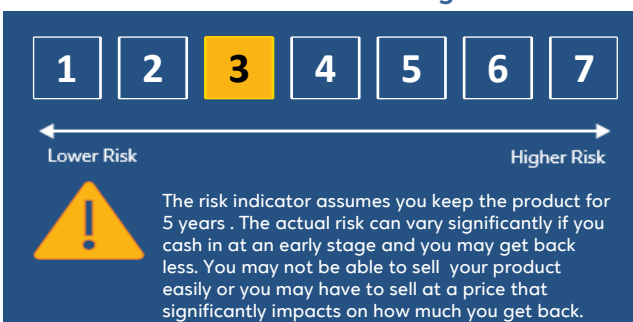 1 2 3 4 5 6 7
Lower Risk Higher Risk
The risk indicator assumes you keep the product for
5 years . The actual risk can vary significantly if you
cash in at an early stage and you may get back
less. You may not be able to sell your product
easily or you may have to sell at a price that
significantly impacts on how much you get back.